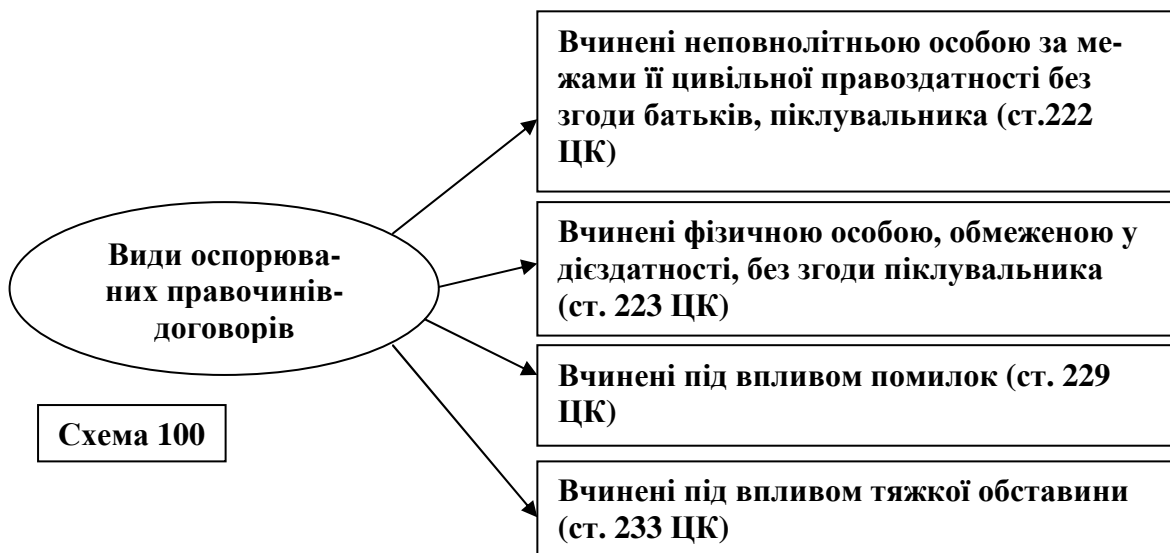 Вчинені неповнолітньою особою за ме-
жами її цивільної правоздатності без
згоди батьків, піклувальника (ст.222
ЦК)
Види оспорюва-
них правочинів-
договорів
Вчинені фізичною особою, обмеженою у
дієздатності, без згоди піклувальника
(ст. 223 ЦК)
Вчинені під впливом помилок (ст. 229
ЦК)
Схема 100
Вчинені під впливом тяжкої обставини
(ст. 233 ЦК)